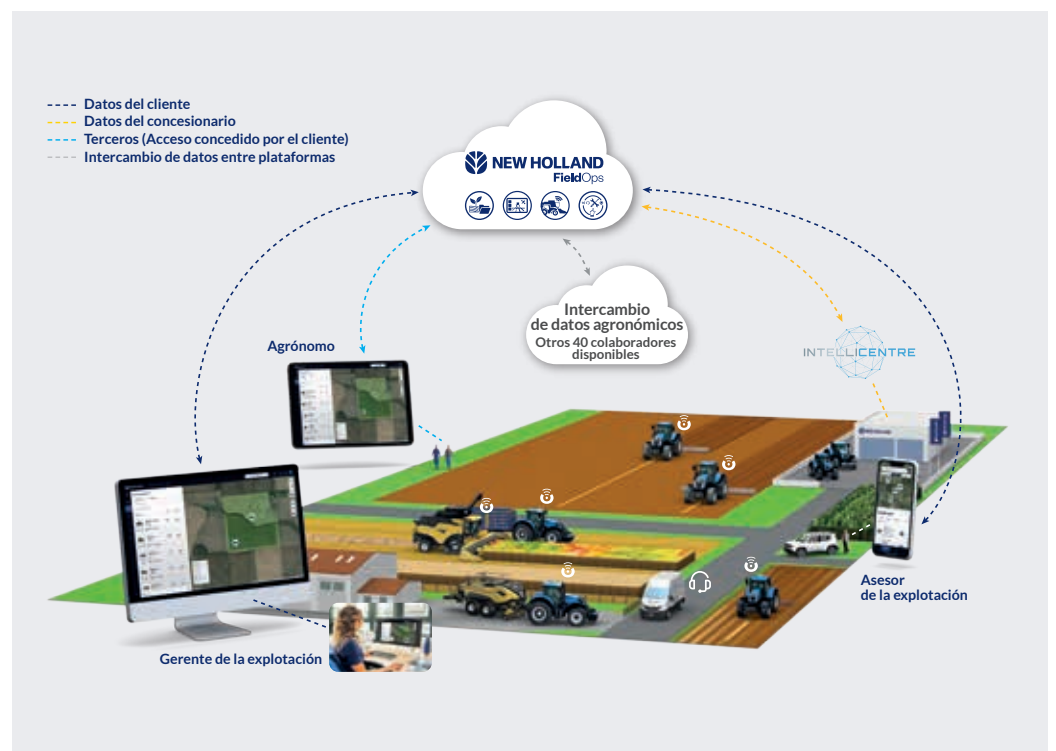 Datos del cliente
Datos del concesionario
Terceros (Acceso concedido por el cliente)
Intercambio de datos entre plataformas
NEW HOLLAND
FieldOps
Intercambio
de datos agronómicos
Otros 40 colaboradores
disponibles
Agrónomo
INTELLICENTRE
Asesor
de la explotación
Gerente de la explotación